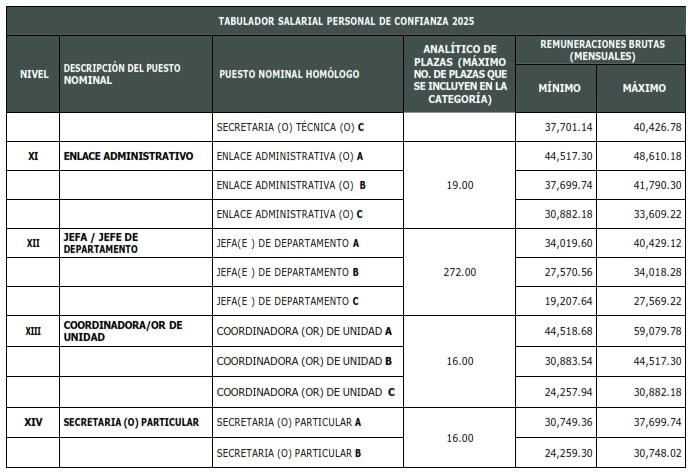 TABULADOR SALARIAL PERSONAL DE CONFIANZA 2025
NIVEL
DESCRIPCIÓN DEL PUESTO
NOMINAL
PUESTO NOMINAL HOMÓLOGO
ANALÍTICO DE
PLAZAS (MÁXIMO
NO. DE PLAZAS QUE
SE INCLUYEN EN LA
CATEGORÍA)
REMUNERACIONES BRUTAS
(MENSUALES)
MÍNIMO
MÁXIMO
SECRETARIA (O) TÉCNICA (O) C
37,701.14
40,426.78
XI
ENLACE ADMINISTRATIVO
ENLACE ADMINISTRATIVA (O) A
44,517.30
48,610.18
ENLACE ADMINISTRATIVA (O) B
19.00
37,699.74
41,790.30
ENLACE ADMINISTRATIVA (O) C
30,882.18
33,609.22
XII
JEFA / JEFE DE
DEPARTAMENTO
JEFA(E ) DE DEPARTAMENTO A
34,019.60
40,429.12
JEFA(E ) DE DEPARTAMENTO B
272.00
27,570.56
34,018.28
JEFA(E ) DE DEPARTAMENTO C
19,207.64
27,569.22
XIII
COORDINADORA/OR DE
UNIDAD
COORDINADORA (OR) DE UNIDAD A
44,518.68
59,079.78
COORDINADORA (OR) DE UNIDAD B
16.00
30,883.54
44,517.30
COORDINADORA (OR) DE UNIDAD C
24,257.94
30,882.18
XIV
SECRETARIA (O) PARTICULAR
SECRETARIA (O) PARTICULAR A
16.00
30,749.36
37,699.74
SECRETARIA (O) PARTICULAR B
24,259.30
30,748.02